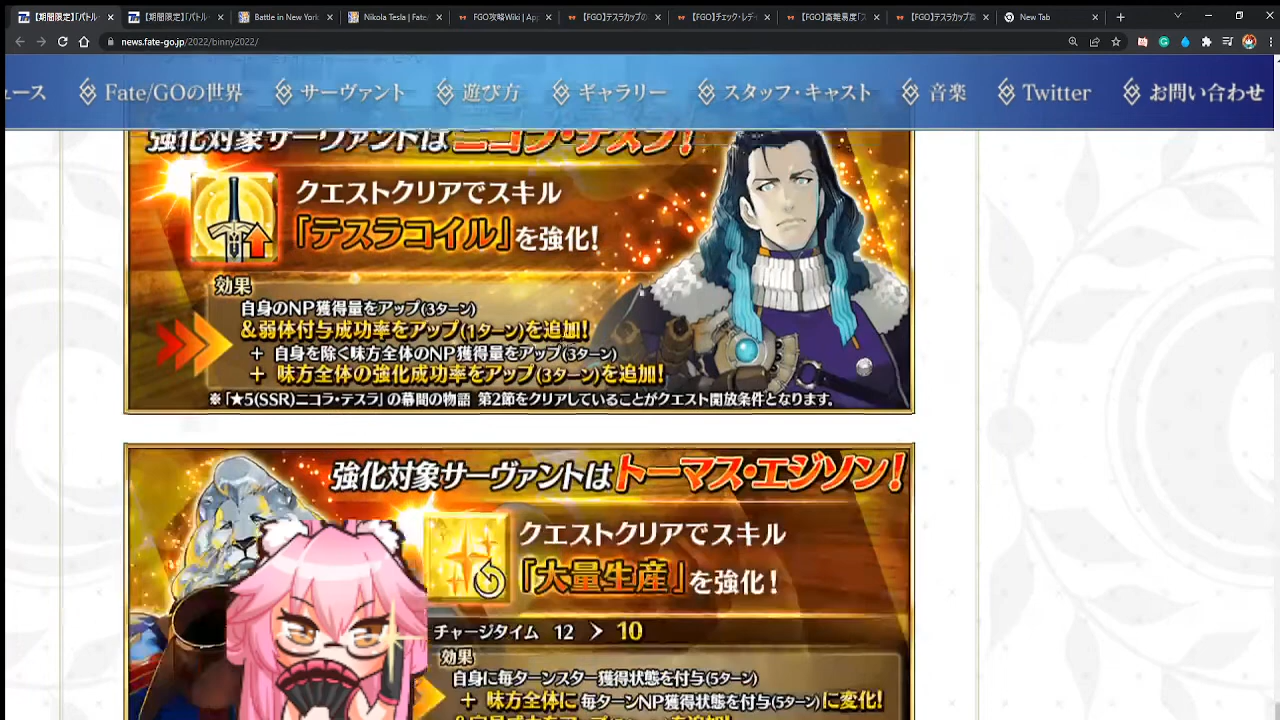 【期間限定】「バトル
【期間限定】「バトル
Battle in New York
Nikola Tesla | Fate/
FGO攻略Wiki | Ap
【FGO】テスラカップの
【FGO】チェック・レディ
【FGO】高難易度「ス
【FGO】テスラカップ
New Tab
news.fate-go.jp/2022/binny2022/
ュース
Fate/GOの世界
サーヴァント
遊び方
ギャラリー
スタッフ・キャスト
音楽
Twitter
お問い合わせ
強化対象サーヴァントはニコラ・テスラ!
クエストクリアでスキル
「テスラコイル」を強化!
効果
自身のNP獲得量をアップ(3ターン)
&弱体付与成功率をアップ(1ターン)を追加!
+ 自身を除く味方全体のNP獲得量をアップ(3ターン)
+ 味方全体の強化成功率をアップ(3ターン)を追加!
※「★5(SSR)ニコラ・テスラ」の幕間の物語 第2節をクリアしていることがクエスト開放条件となります。
強化対象サーヴァントはトーマス・エジソン!
クエストクリアでスキル
「大量生産」を強化!
チャージタイム 12 > 10
効果
自身に毎ターンスター獲得状態を付与(5ターン)
+ 味方全体に毎ターンNP獲得状態を付与(5ターン)に変化!